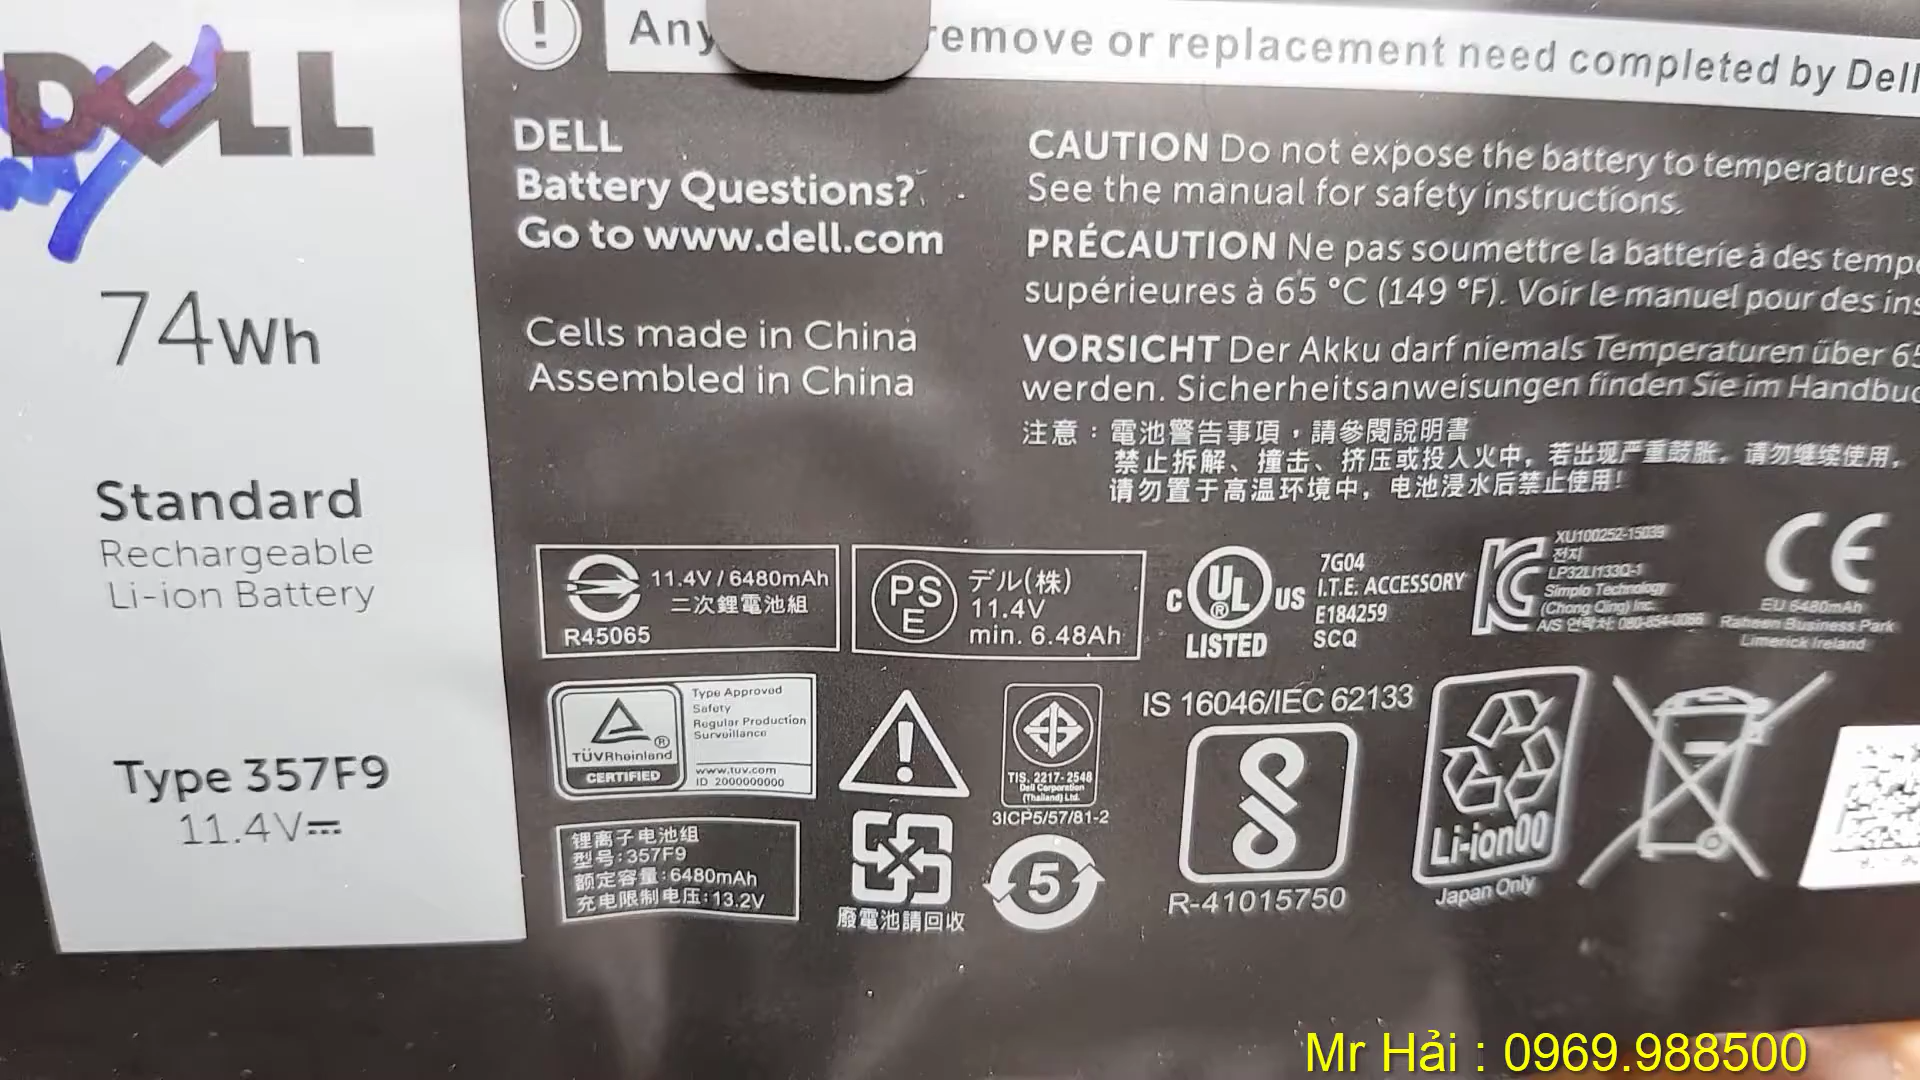 DELL
74Wh
Standard
Rechargeable
Li-ion Battery
Type 357F9
11.4V
! Any remove or replacement need completed by Dell
DELL
Battery Questions?
Go to www.dell.com
Cells made in China
Assembled in China
CAUTION Do not expose the battery to temperatures
See the manual for safety instructions.
PRÉCAUTION Ne pas soumettre la batterie à des
supérieures à 65 °C (149 °F). Voir le manuel pour des
VORSICHT Der Akku darf niemals Temperaturen über 65
werden. Sicherheitsanweisungen finden Sie im
注意：電池警告事項，請參閱說明書
禁止拆解、撞击、挤压或投入火中，若出现严重鼓胀，请勿继续使用，
请勿置于高温环境中，电池浸水后禁止使用！
11.4V / 6480mAh
二次鋰電池組
R45065
PS
E
デル(株)
11.4V
min. 6.48Ah
C UL ® US
LISTED
7G04
I.T.E. ACCESSORY
E184259
SCQ
XU100252-15039
전지
LP32LI133Q-1
Simplo Technology
(Chong Qing) Inc.
A/S 연락처: 080-854-0066
CE
EU 6480mAh
Raheen Business Park
Limerick Ireland
TÜVRheinland ®
CERTIFIED
Type Approved
Safety
Regular Production
Surveillance
www.tuv.com
ID 2000000000
!
TIS. 2217-2548
Dell Corporation
(Thailand) Ltd.
3ICP5/57/81-2
IS 16046/IEC 62133
R-41015750
Li-ion00
Japan Only
锂离子电池组
型号:357F9
额定容量:6480mAh
充电限制电压:13.2V
廢電池請回收
5
Mr Hải : 0969.988500